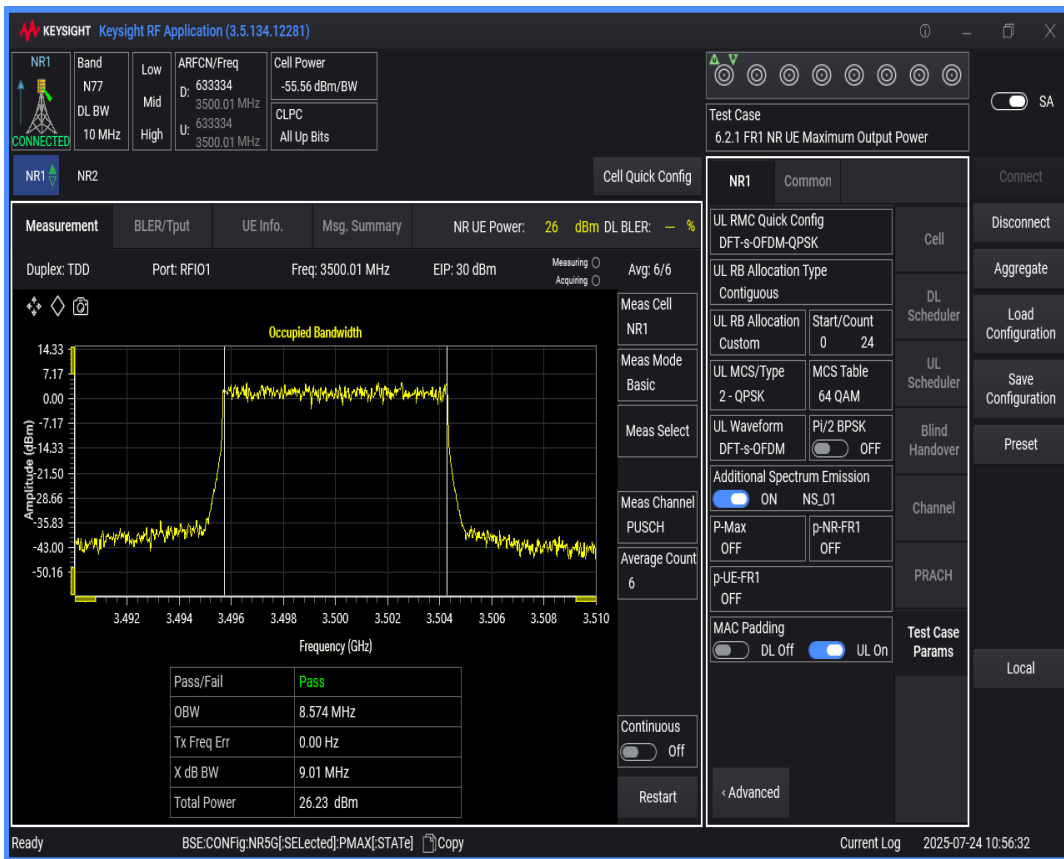 KEYSIGHT Keysight RF Application (3.5.134.12281)
NR1
CONNECTED
Band
N77
DL BW
10 MHz
Low
Mid
High
ARFCN/Freq
D: 633334
3500.01 MHz
U: 633334
3500.01 MHz
Cell Power
-55.56 dBm/BW
CLPC
All Up Bits
Test Case
6.2.1 FR1 NR UE Maximum Output Power
SA
NR1 NR2
Cell Quick Config
Measurement BLER/Tput UE Info. Msg. Summary NR UE Power: 26 dBm DL BLER: — %
Duplex: TDD Port: RFIO1 Freq: 3500.01 MHz EIP: 30 dBm Measuring Acquiring Avg: 6/6
Occupied Bandwidth
Amplitude (dBm)
14.33
7.17
0.00
-7.17
-14.33
-21.50
-28.66
-35.83
-43.00
-50.16
3.492 3.494 3.496 3.498 3.500 3.502 3.504 3.506 3.508 3.510
Frequency (GHz)
Pass/Fail Pass
OBW 8.574 MHz
Tx Freq Err 0.00 Hz
X dB BW 9.01 MHz
Total Power 26.23 dBm
Meas Cell
NR1
Meas Mode
Basic
Meas Select
Meas Channel
PUSCH
Average Count
6
Continuous
Off
Restart
NR1 Common
UL RMC Quick Config
DFT-s-OFDM-QPSK
UL RB Allocation Type
Contiguous
UL RB Allocation
Custom
Start/Count
0 24
UL MCS/Type
2 - QPSK
MCS Table
64 QAM
UL Waveform
DFT-s-OFDM
Pi/2 BPSK
OFF
Additional Spectrum Emission
ON NS_01
P-Max
OFF
p-NR-FR1
OFF
p-UE-FR1
OFF
MAC Padding
DL Off UL On
‹ Advanced
Cell
DL
Scheduler
UL
Scheduler
Blind
Handover
Channel
PRACH
Test Case
Params
Connect
Disconnect
Aggregate
Load
Configuration
Save
Configuration
Preset
Local
Ready BSE:CONFig:NR5G[:SELected]:PMAX[:STATe] Copy Current Log 2025-07-24 10:56:32